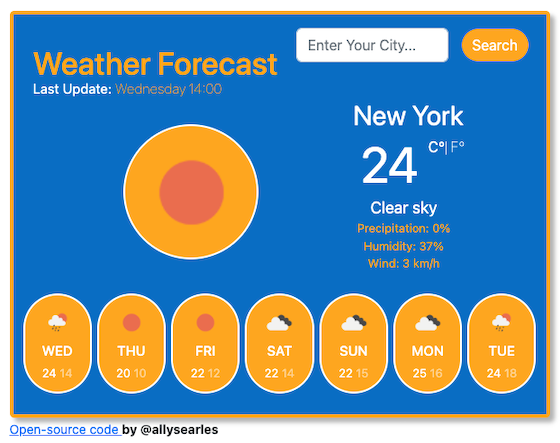 Enter Your City...
Search
Weather Forecast
Last Update: Wednesday 14:00
New York
24 C°| F°
Clear sky
Precipitation: 0%
Humidity: 37%
Wind: 3 km/h
WED THU FRI SAT SUN MON TUE
24 14 20 10 22 12 22 14 22 15 25 16 24 18
Open-source code by @allysearles